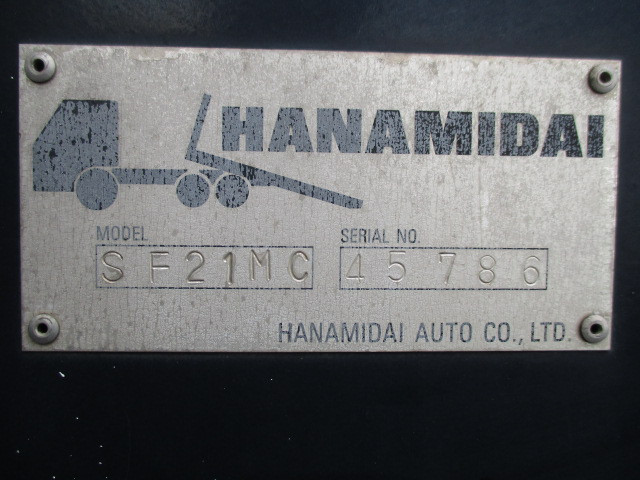 HANAMIDAI
MODEL SERIAL NO.
SF21MC 45786
HANAMIDAI AUTO CO., LTD.